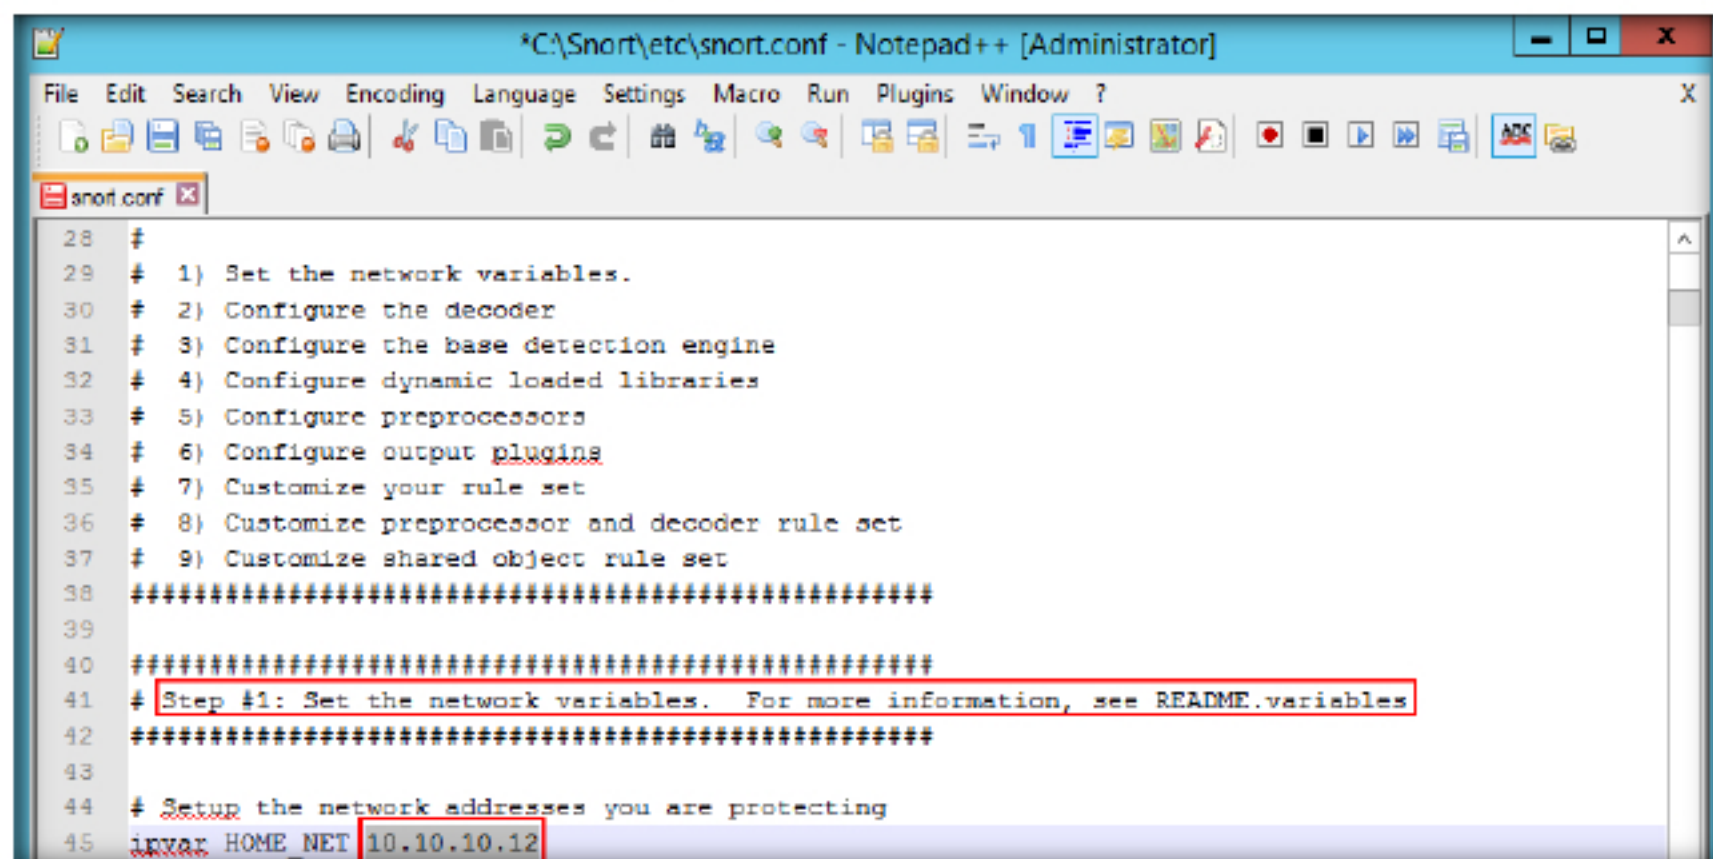 *C:\Snort\etc\snort.conf - Notepad++ [Administrator]
File Edit Search View Encoding Language Settings Macro Run Plugins Window ? X
ABC
snort.conf
28 #
29 # 1) Set the network variables.
30 # 2) Configure the decoder
31 # 3) Configure the base detection engine
32 # 4) Configure dynamic loaded libraries
33 # 5) Configure preprocessors
34 # 6) Configure output plugins
35 # 7) Customize your rule set
36 # 8) Customize preprocessor and decoder rule set
37 # 9) Customize shared object rule set
38 ###################################################
39
40 ###################################################
41 # Step #1: Set the network variables.  For more information, see README.variables
42 ###################################################
43
44 # Setup the network addresses you are protecting
45 ipvar HOME_NET 10.10.10.12